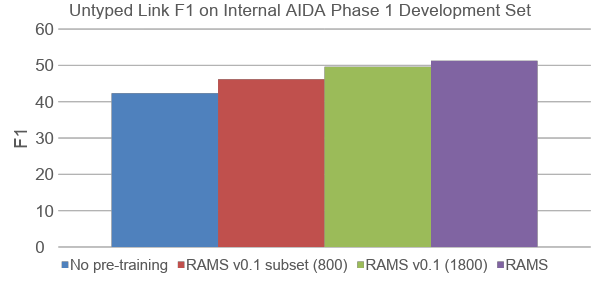 Untyped Link F1 on Internal AIDA Phase 1 Development Set
60
50
40
30
20
10
0
F1
No pre-training RAMS v0.1 subset (800) RAMS v0.1 (1800) RAMS